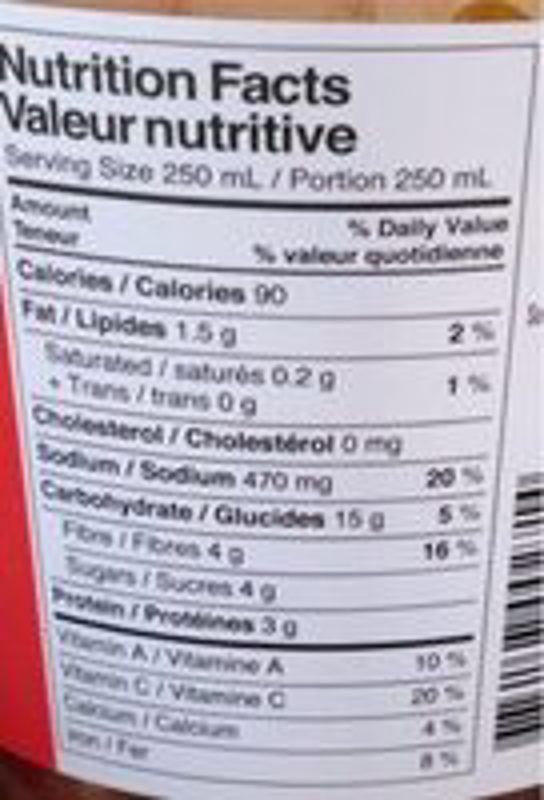 Nutrition Facts
Valeur nutritive
Serving Size 250 mL / Portion 250 mL
Amount % Daily Value
Teneur % valeur quotidienne
Calories / Calories 90
Fat / Lipides 1.5 g 2 %
Saturated / saturés 0.2 g
+ Trans / trans 0 g 1 %
Cholesterol / Cholestérol 0 mg
Sodium / Sodium 470 mg 20 %
Carbohydrate / Glucides 15 g 5 %
Fibre / Fibres 4 g 16 %
Sugars / Sucres 4 g
Protein / Protéines 3 g
Vitamin A / Vitamine A 10 %
Vitamin C / Vitamine C 20 %
Calcium / Calcium 4 %
Iron / Fer 8 %